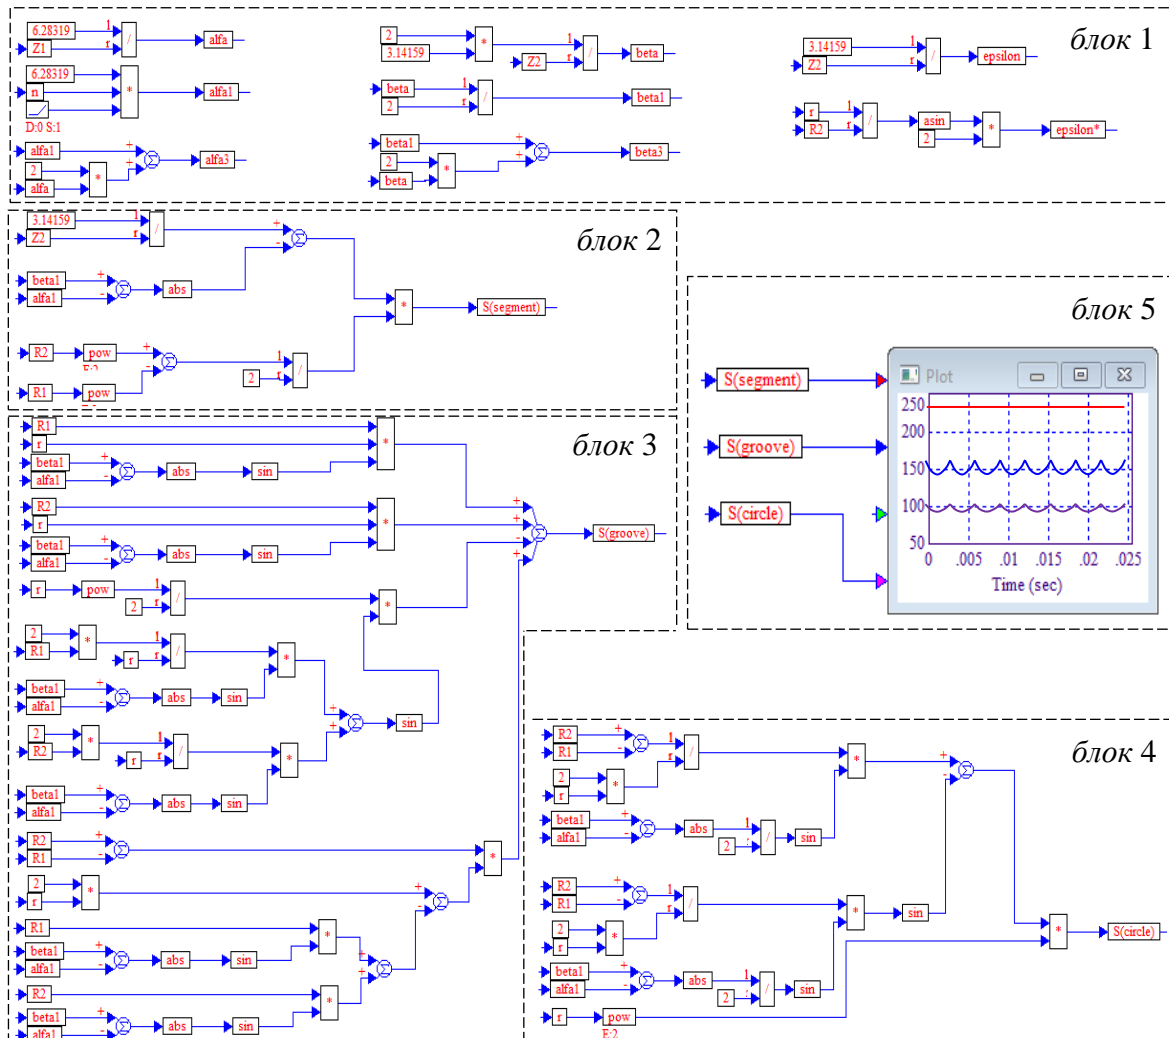 блок 1
6.28319
l
Z1
r
/
alfa
6.28319
n
*
alfa1
D:0 S:1
alfa1
+
2
+
Σ
alfa3
alfa
*
2
3.14159
*
l
Z2
r
/
beta
beta
l
2
r
/
beta1
beta1
+
2
+
Σ
beta3
beta
*
3.14159
l
Z2
r
/
epsilon
r
l
R2
r
/
asin
2
*
epsilon*
блок 2
3.14159
l
Z2
r
/
+
-
Σ
beta1
+
alfa1
-
Σ
abs
*
S(segment)
R2
pow
+
R1
pow
-
Σ
l
2
r
/
блок 3
R1
r
*
beta1
+
alfa1
-
Σ
abs
sin
R2
r
*
beta1
+
alfa1
-
Σ
abs
sin
+
+
-
+
Σ
S(groove)
r
pow
l
2
r
/
*
2
R1
*
l
r
r
/
*
beta1
+
alfa1
-
Σ
abs
sin
+
+
Σ
sin
2
R2
*
l
r
r
/
*
beta1
+
alfa1
-
Σ
abs
sin
R2
+
R1
-
Σ
*
2
r
*
+
-
Σ
R1
*
beta1
+
alfa1
-
Σ
abs
sin
+
+
Σ
R2
*
beta1
+
alfa1
-
Σ
abs
sin
блок 5
S(segment)
S(groove)
S(circle)
Plot
250
200
150
100
50
0 .005 .01 .015 .02 .025
Time (sec)
блок 4
R2
+
R1
-
Σ
l
r
/
*
2
r
*
beta1
+
alfa1
-
Σ
abs
l
2
/
sin
+
-
Σ
R2
+
R1
-
Σ
l
r
/
*
sin
2
r
*
beta1
+
alfa1
-
Σ
abs
2
/
sin
*
S(circle)
r
pow
E:2